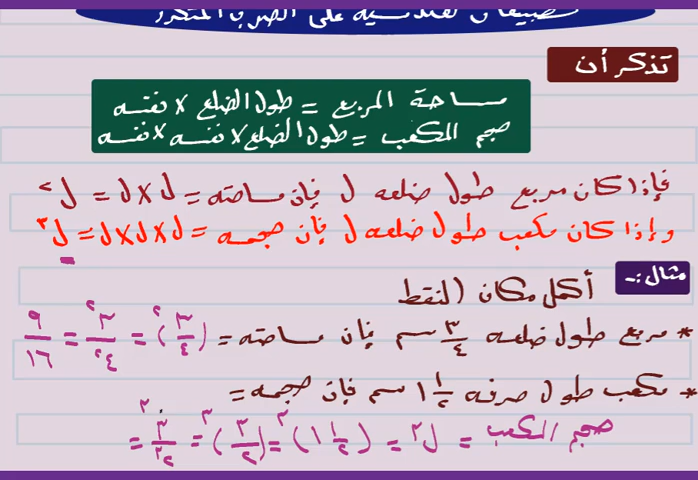 تطبيقات هندسية على الضرب المتكرر
تذكر أن
مساحة المربع = طول الضلع × نفسه
حجم المكعب = طول الضلع × نفسه × نفسه
فإذا كان مربع طول ضلعه ل فإن مساحته = ل × ل = ل٢
وإذا كان مكعب طول ضلعه ل فإن حجمه = ل × ل × ل = ل٣
مثال:-
أكمل مكان النقط
* مربع طول ضلعه ٣/٤ سم فإن مساحته = (٣/٤)٢ = ٣٢/٤٢ = ٩/١٦
* مكعب طول حرفه ١ ١/٢ سم فإن حجمه =
حجم المكعب = ل٣ = (١ ١/٢)٣ = (٣/٢)٣ = ٣٣/٢٣ =